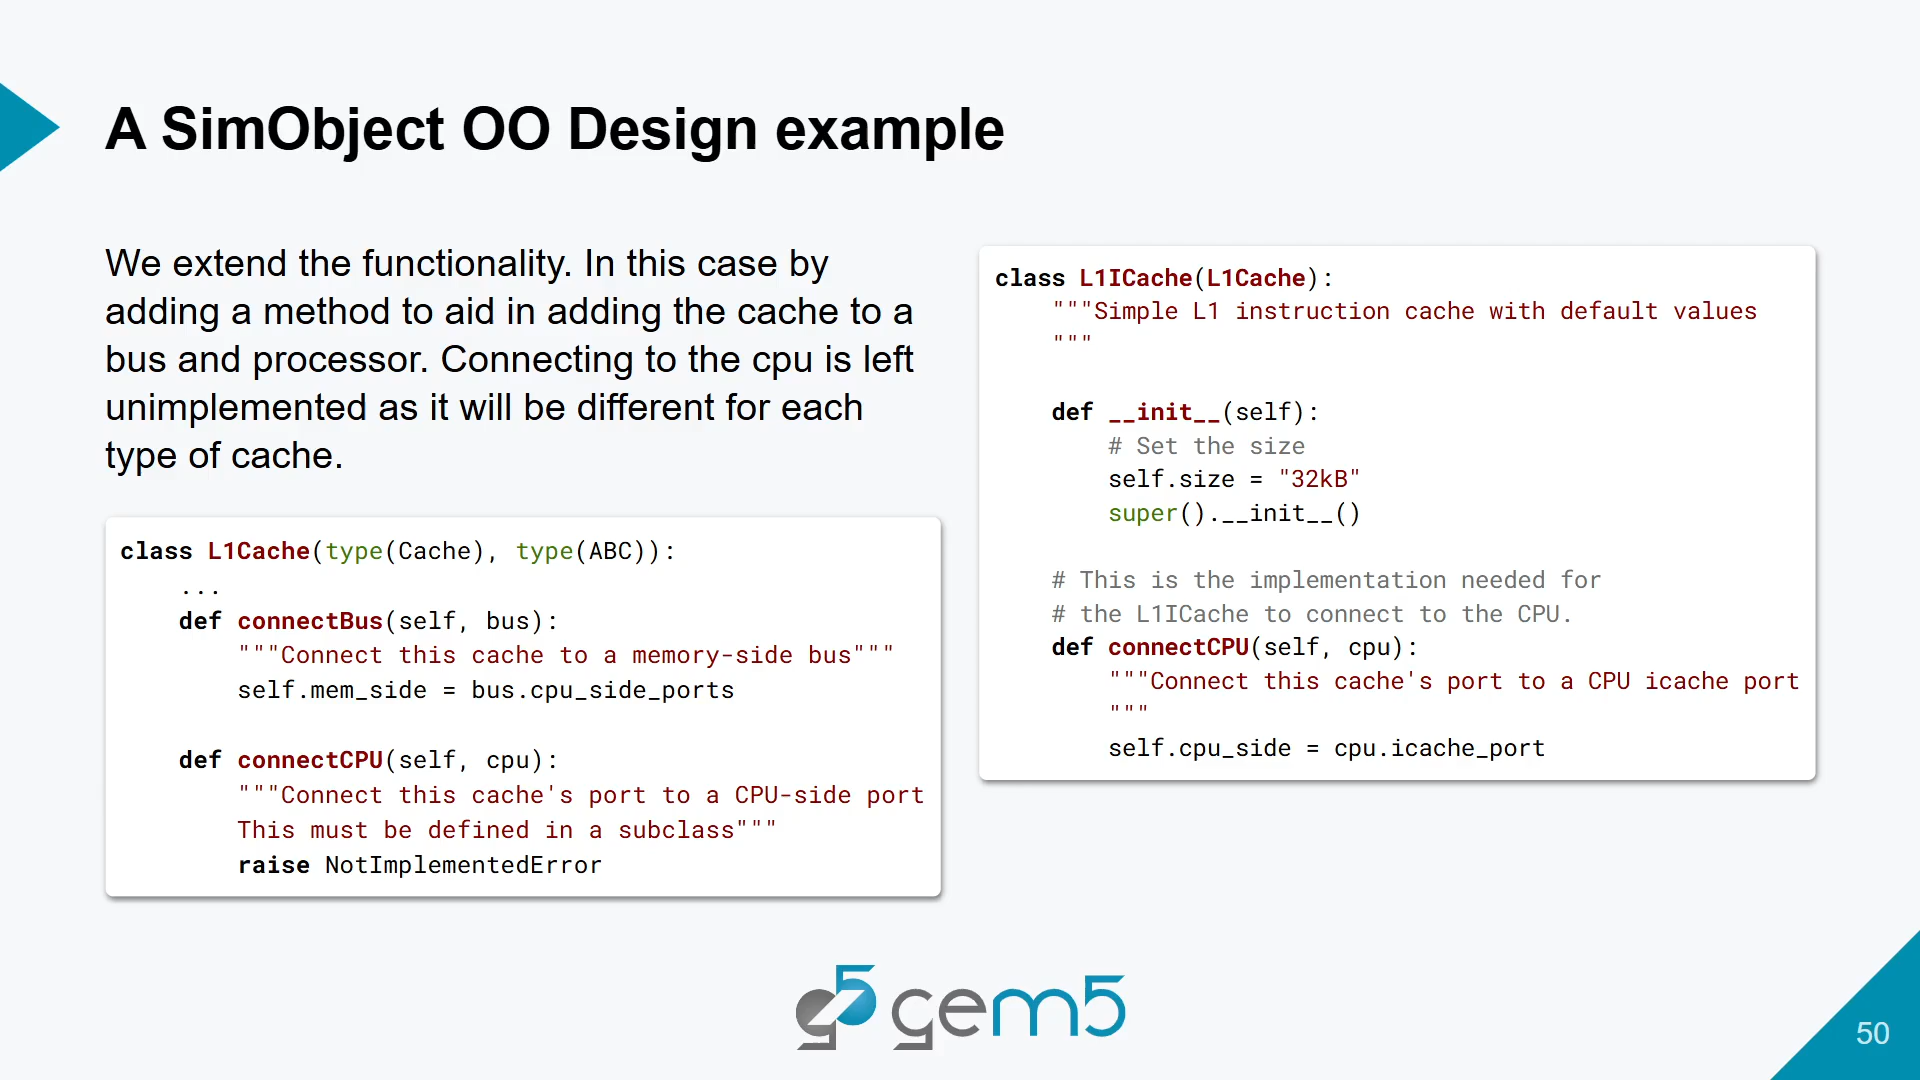 A SimObject OO Design example
We extend the functionality. In this case by
adding a method to aid in adding the cache to a
bus and processor. Connecting to the cpu is left
unimplemented as it will be different for each
type of cache.
class L1Cache(type(Cache), type(ABC)):
    ...
    def connectBus(self, bus):
        """Connect this cache to a memory-side bus"""
        self.mem_side = bus.cpu_side_ports

    def connectCPU(self, cpu):
        """Connect this cache's port to a CPU-side port
        This must be defined in a subclass"""
        raise NotImplementedError
class L1ICache(L1Cache):
    """Simple L1 instruction cache with default values
    """

    def __init__(self):
        # Set the size
        self.size = "32kB"
        super().__init__()

    # This is the implementation needed for
    # the L1ICache to connect to the CPU.
    def connectCPU(self, cpu):
        """Connect this cache's port to a CPU icache port
        """
        self.cpu_side = cpu.icache_port
gem5
50